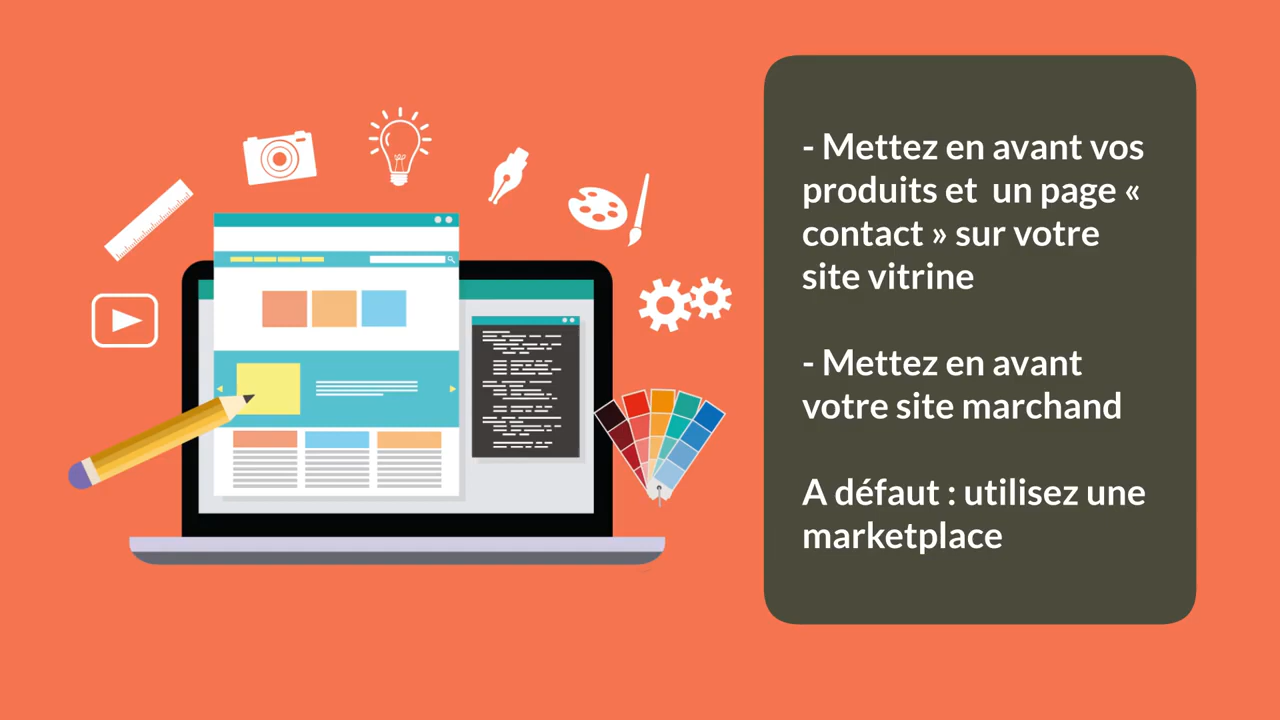 - Mettez en avant vos
produits et  un page «
contact » sur votre
site vitrine
- Mettez en avant
votre site marchand
A défaut : utilisez une
marketplace